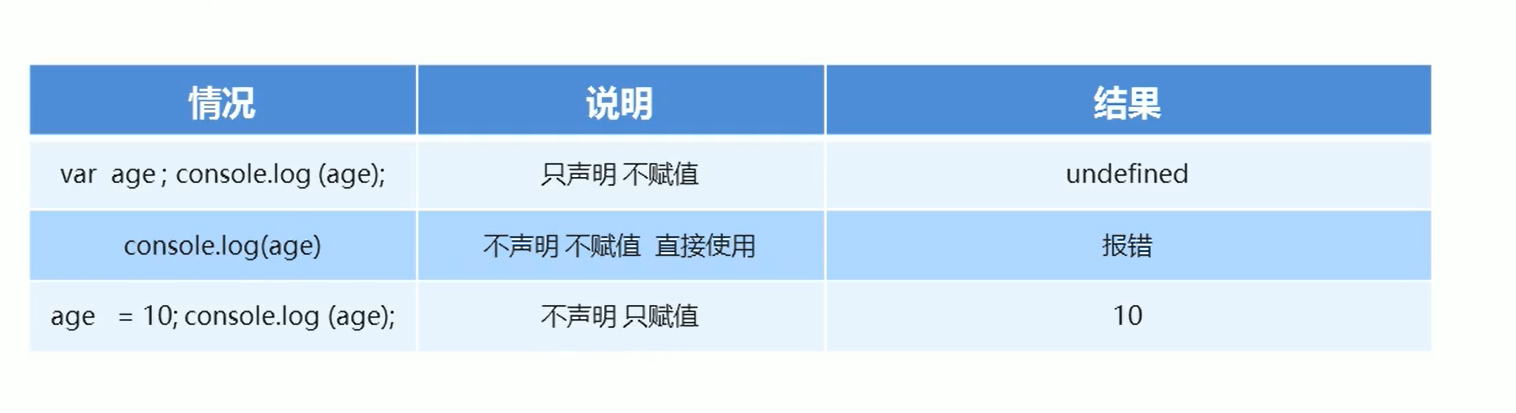 情况 说明 结果
var age ; console.log (age); 只声明 不赋值 undefined
console.log(age) 不声明 不赋值 直接使用 报错
age = 10; console.log (age); 不声明 只赋值 10